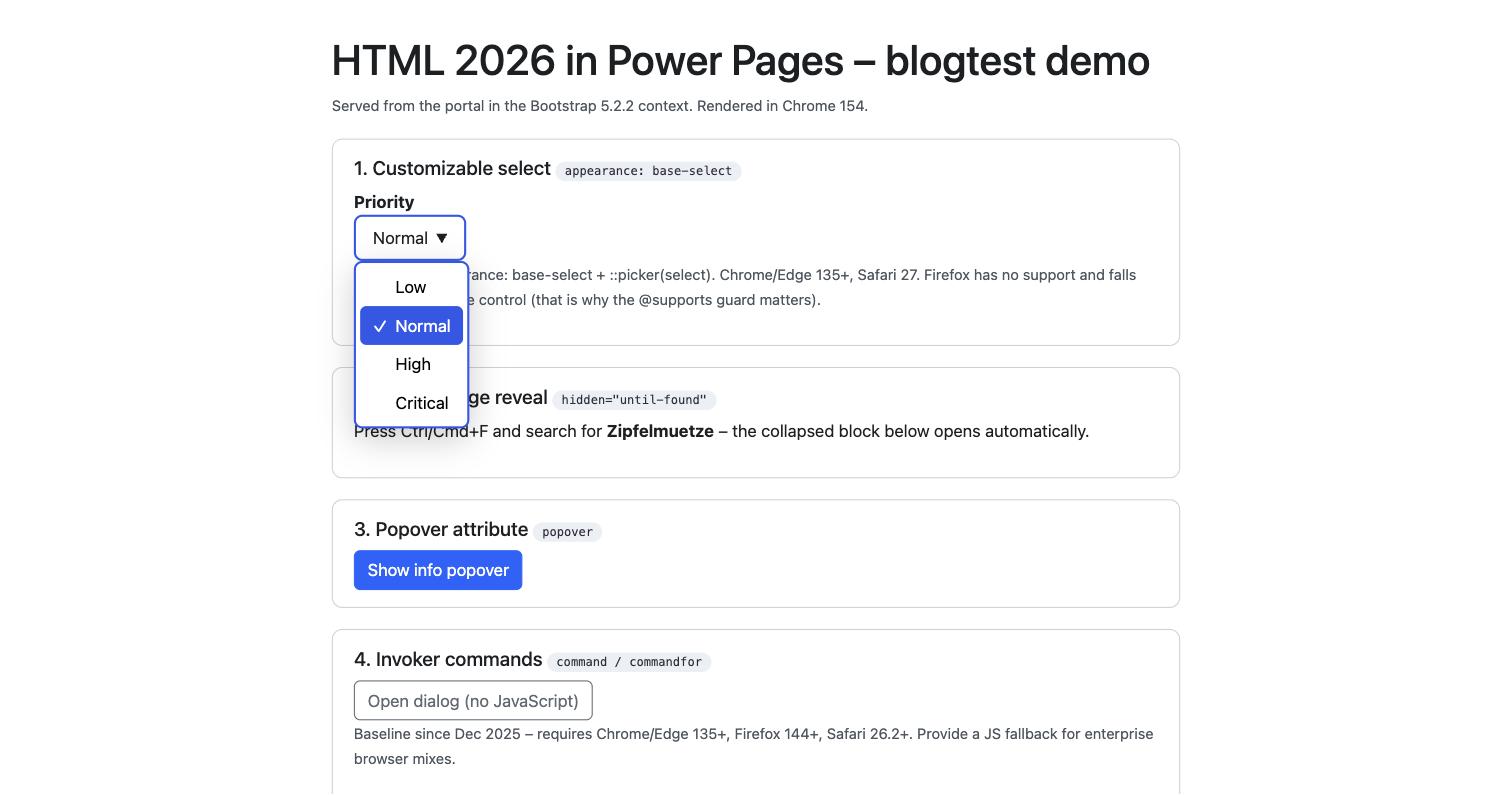 HTML 2026 in Power Pages – blogtest demo
Served from the portal in the Bootstrap 5.2.2 context. Rendered in Chrome 154.
1. Customizable select appearance: base-select
Priority
Normal ▼
Low
✓ Normal
High
Critical
rance: base-select + ::picker(select). Chrome/Edge 135+, Safari 27. Firefox has no support and falls
control (that is why the @supports guard matters).
ge reveal hidden="until-found"
Press Ctrl/Cmd+F and search for Zipfelmuetze – the collapsed block below opens automatically.
3. Popover attribute popover
Show info popover
4. Invoker commands command / commandfor
Open dialog (no JavaScript)
Baseline since Dec 2025 – requires Chrome/Edge 135+, Firefox 144+, Safari 26.2+. Provide a JS fallback for enterprise
browser mixes.